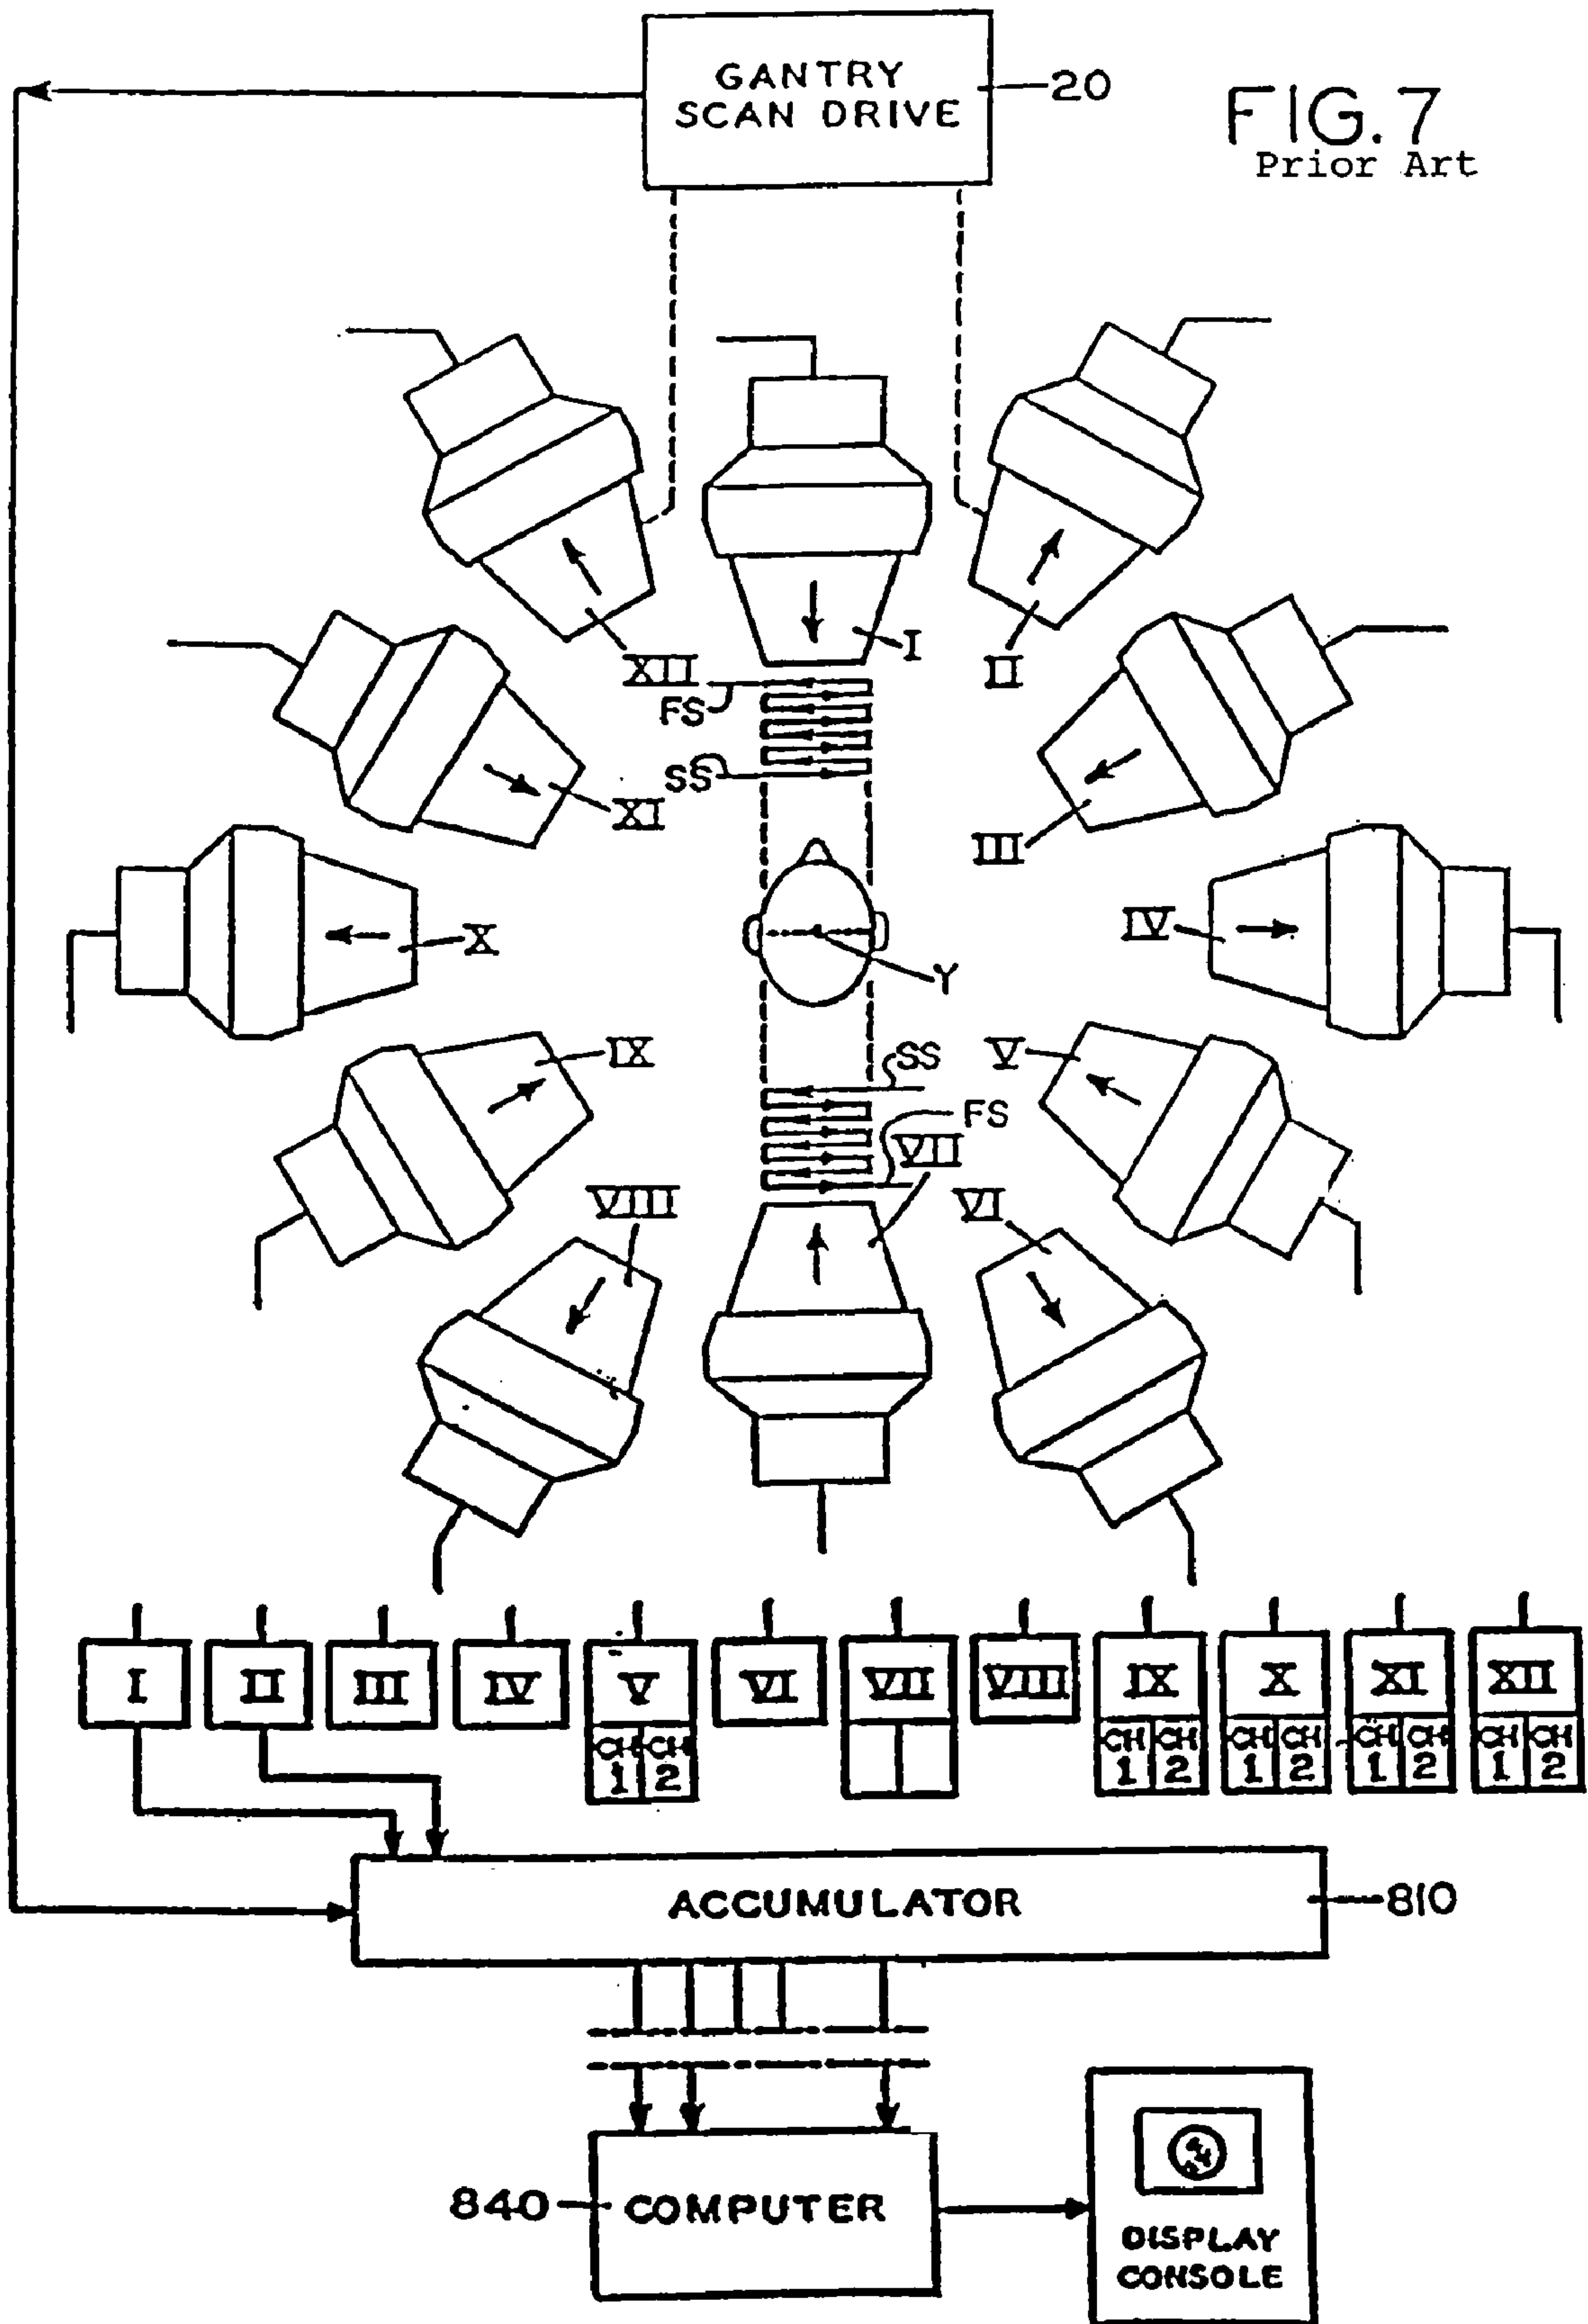 GANTRY
SCAN DRIVE
20
FIG. 7
Prior Art
XII
I
II
FS
SS
XI
III
X
IV
Y
IX
SS
V
FS
VII
VIII
VI
I II III IV V VI VII VIII IX X XI XII
CH 1 CH 2 CH 1 CH 2 CH 1 CH 2 CH 1 CH 2 CH 1 CH 2
ACCUMULATOR
810
840
COMPUTER
DISPLAY
CONSOLE